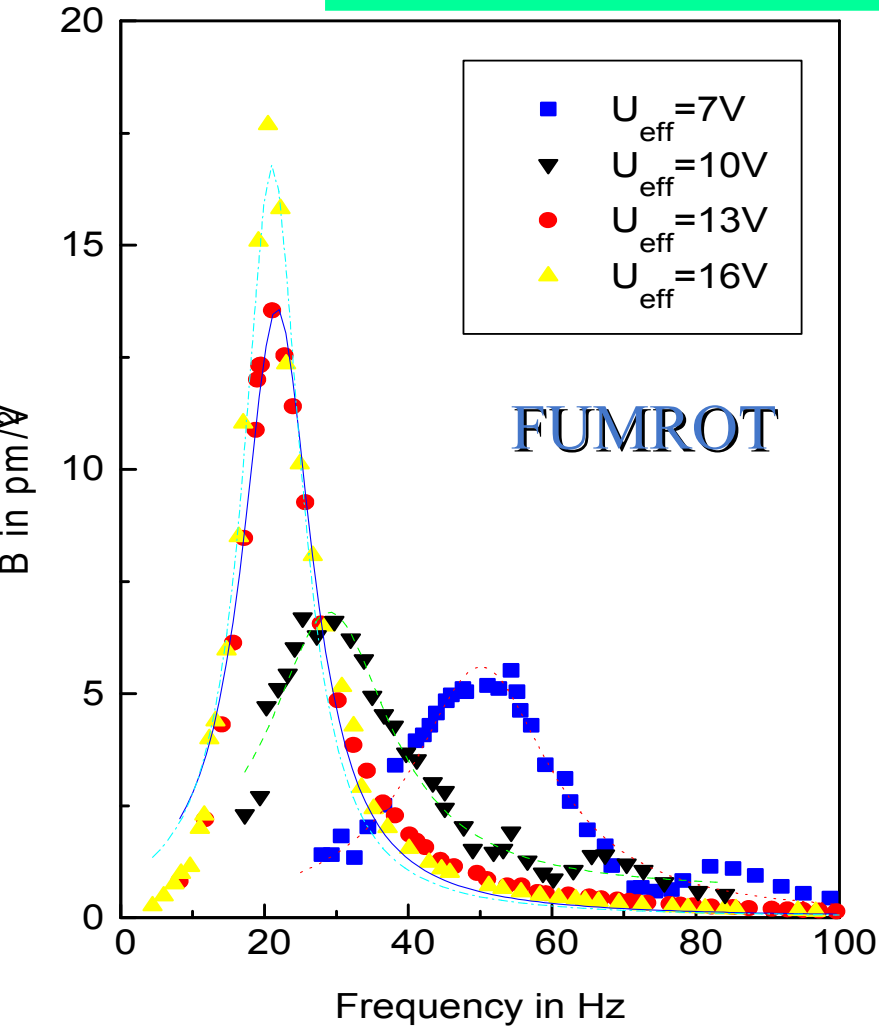 20
15
10
5
0
B in pm/V
U eff=7V
U eff=10V
U eff=13V
U eff=16V
FUMROT
0 20 40 60 80 100
Frequency in Hz